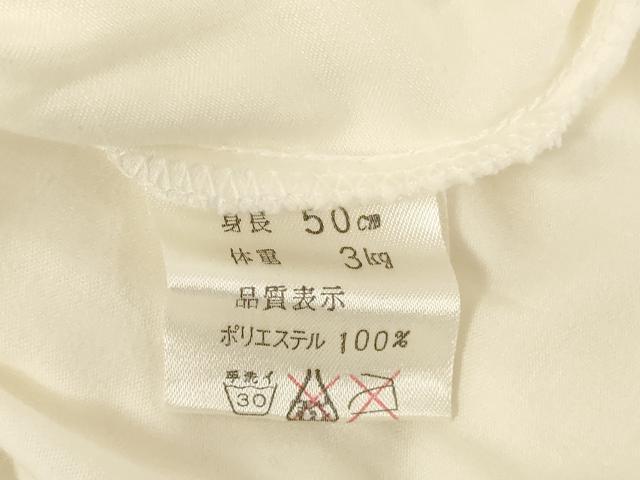 身長 50cm
体重 3kg
品質表示
ポリエステル 100%
手洗イ
30